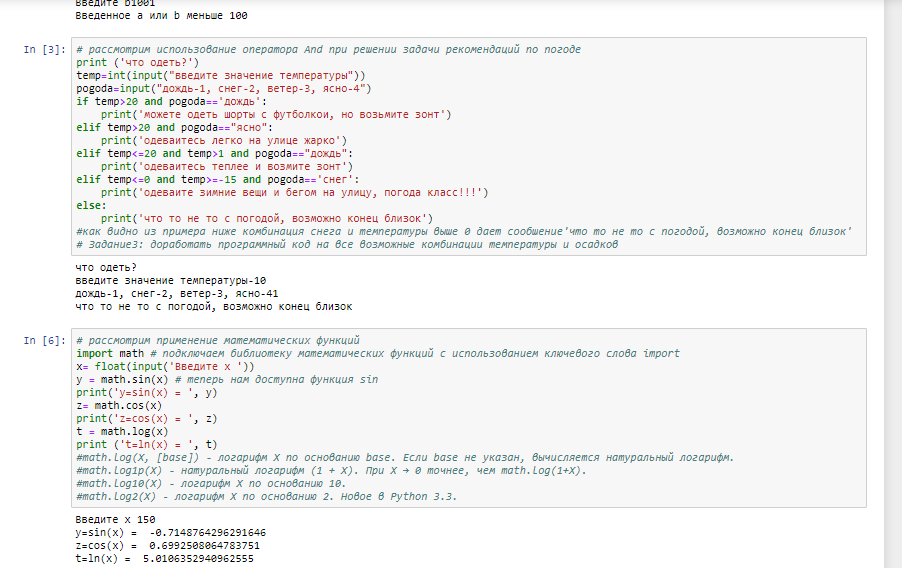 Введите b1001
Введенное a или b меньше 100
In [3]: # рассмотрим использование оператора And при решении задачи рекомендаций по погоде
print ('что одеть?')
temp=int(input("введите значение температуры"))
pogoda=input("дождь-1, снег-2, ветер-3, ясно-4")
if temp>20 and pogoda=='дождь':
    print('можете одеть шорты с футболкой, но возьмите зонт')
elif temp>20 and pogoda=="ясно":
    print('одевайтесь легко на улице жарко')
elif temp<=20 and temp>1 and pogoda=="дождь":
    print('одевайтесь теплее и возмите зонт')
elif temp<=0 and temp>=-15 and pogoda=='снег':
    print('одевайте зимние вещи и бегом на улицу, погода класс!!!')
else:
    print('что то не то с погодой, возможно конец близок')
#как видно из примера ниже комбинация снега и температуры выше 0 дает сообшение'что то не то с погодой, возможно конец близок'
# Задание3: доработать программный код на все возможные комбинации температуры и осадков
что одеть?
введите значение температуры-10
дождь-1, снег-2, ветер-3, ясно-41
что то не то с погодой, возможно конец близок
In [6]: # рассмотрим применение математических функций
import math # подключаем библиотеку математических функций с использованием ключевого слова import
x= float(input('Введите x '))
y = math.sin(x) # теперь нам доступна функция sin
print('y=sin(x) = ', y)
z= math.cos(x)
print('z=cos(x) = ', z)
t = math.log(x)
print ('t=ln(x) = ', t)
#math.log(X, [base]) - логарифм X по основанию base. Если base не указан, вычисляется натуральный логарифм.
#math.log1p(X) - натуральный логарифм (1 + X). При X → 0 точнее, чем math.log(1+X).
#math.log10(X) - логарифм X по основанию 10.
#math.log2(X) - логарифм X по основанию 2. Новое в Python 3.3.
Введите x 150
y=sin(x) =  -0.7148764296291646
z=cos(x) =  0.6992508064783751
t=ln(x) =  5.0106352940962555